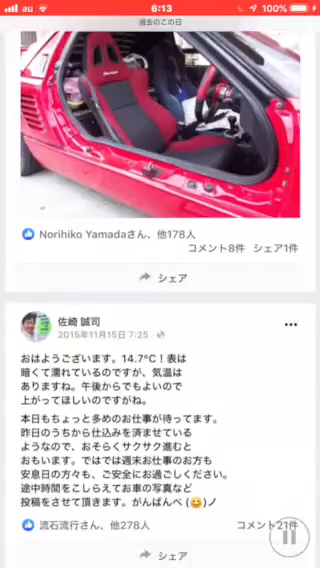 au
6:13
100%
過去のこの日
Norihiko Yamadaさん、他178人
コメント8件 シェア1件
シェア
佐崎 誠司
2015年11月15日 7:25 ·
おはようございます。14.7°C！表は
暗くて濡れているのですが、気温は
ありますね。午後からでもよいので
上がってほしいのですがね。
本日もちょっと多めのお仕事が待ってます。
昨日のうちから仕込みを済ませている
ようなので、おそらくサクサク進むと
おもいます。ではでは週末お仕事のお方も
安息日の方々も、ご安全にお過ごしください。
途中時間をこしらえてお車の写真など
投稿をさせて頂きます。がんばんべ (😊)ノ
流石流行さん、他278人
コメント21件
シェア